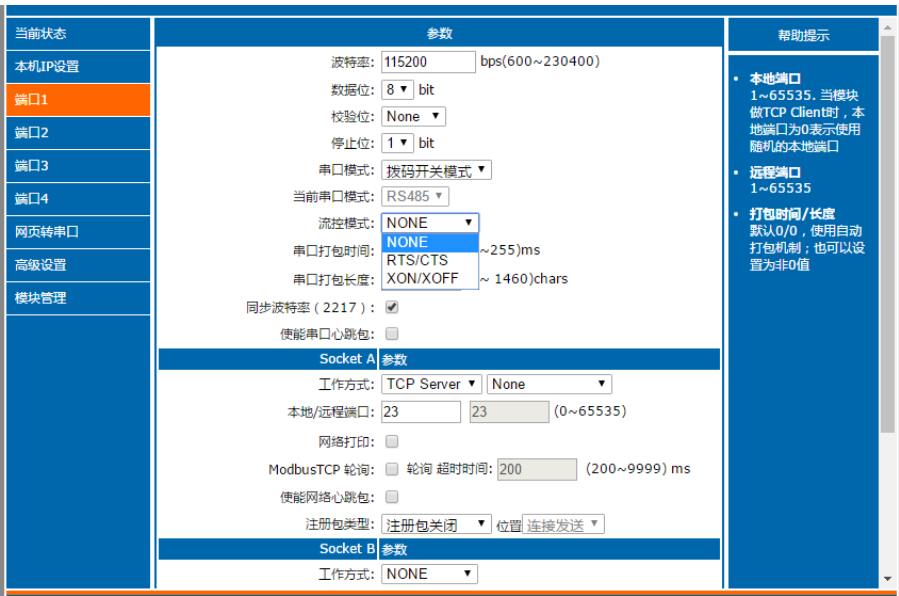 当前状态
本机IP设置
端口1
端口2
端口3
端口4
网页转串口
高级设置
模块管理
参数
波特率: 115200 bps(600~230400)
数据位: 8 bit
校验位: None
停止位: 1 bit
串口模式: 拨码开关模式
当前串口模式: RS485
流控模式: NONE
NONE
RTS/CTS
XON/XOFF
串口打包时间: ~255)ms
串口打包长度: ~ 1460)chars
同步波特率（2217）:
使能串口心跳包:
Socket A 参数
工作方式: TCP Server None
本地/远程端口: 23 23 (0~65535)
网络打印:
ModbusTCP 轮询: 轮询 超时时间: 200 (200~9999) ms
使能网络心跳包:
注册包类型: 注册包关闭 位置 连接发送
Socket B 参数
工作方式: NONE
帮助提示
• 本地端口
1~65535. 当模块
做TCP Client时，本
地端口为0表示使用
随机的本地端口
• 远程端口
1~65535
• 打包时间/长度
默认0/0，使用自动
打包机制；也可以设
置为非0值